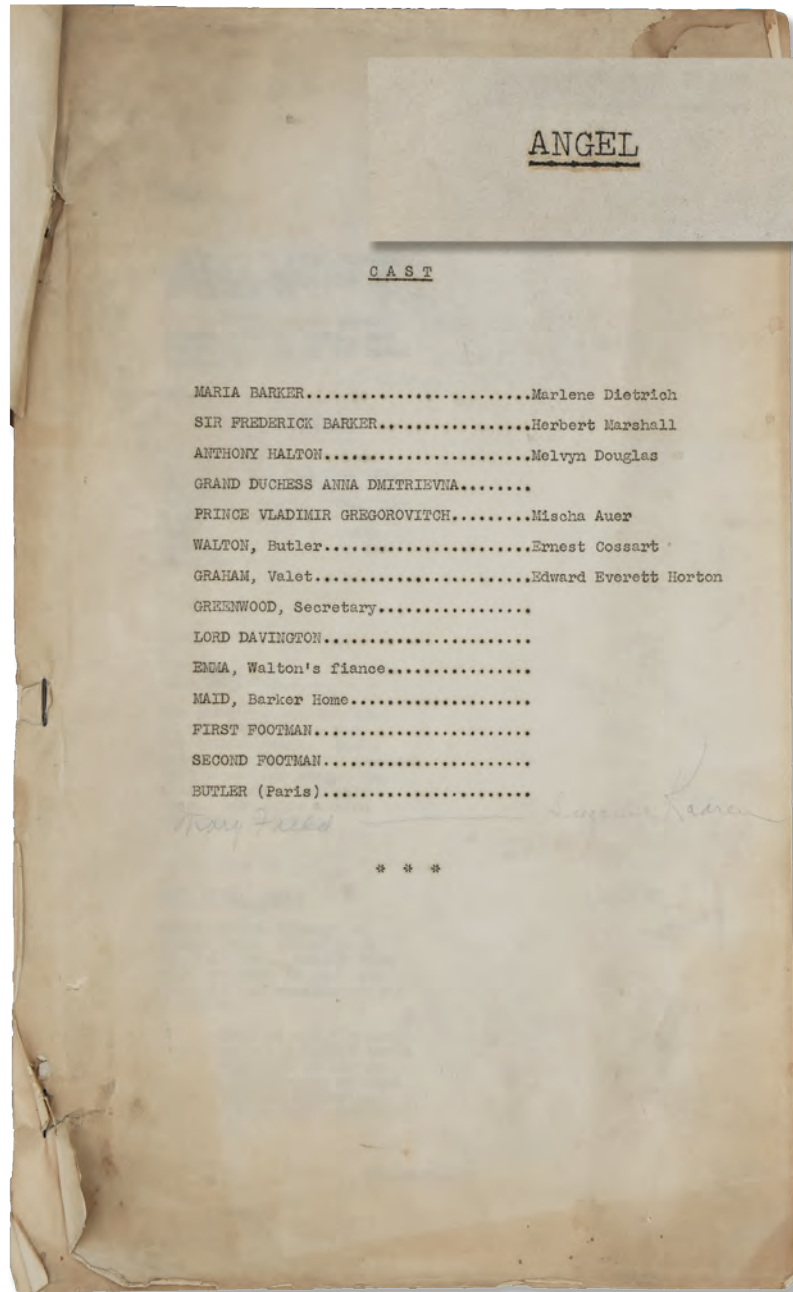 ANGEL
CAST
MARIA BARKER.........................Marlene Dietrich
SIR FREDERICK BARKER.................Herbert Marshall
ANTHONY HALTON.......................Melvyn Douglas
GRAND DUCHESS ANNA DMITRIEVNA........
PRINCE VLADIMIR GREGOROVITCH.........Mischa Auer
WALTON, Butler.......................Ernest Cossart
GRAHAM, Valet........................Edward Everett Horton
GREENWOOD, Secretary.................
LORD DAVINGTON.......................
EMMA, Walton's fiance................
MAID, Barker Home....................
FIRST FOOTMAN........................
SECOND FOOTMAN.......................
BUTLER (Paris).......................
* * *